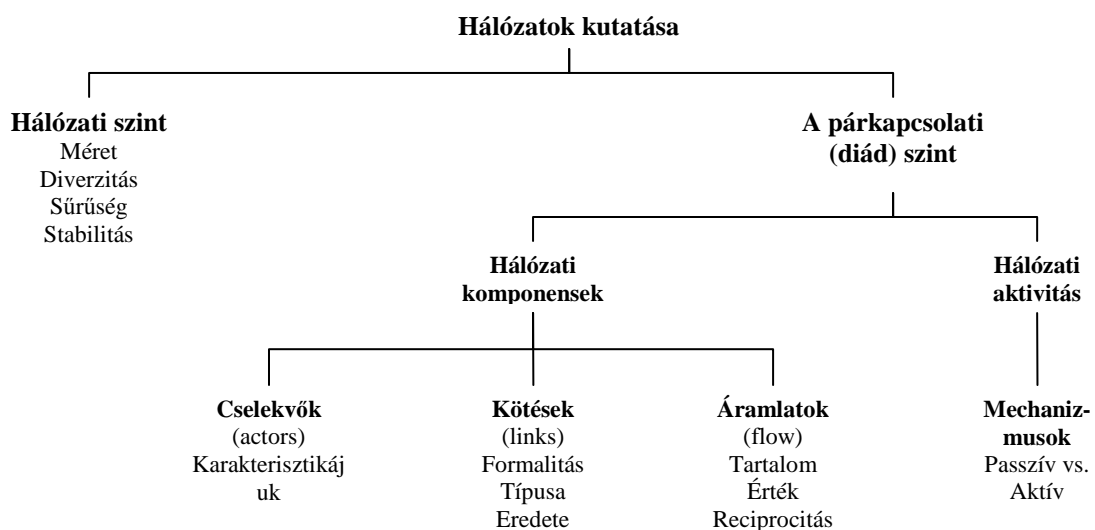 Hálózatok kutatása
Hálózati szint
Méret
Diverzitás
Sűrűség
Stabilitás
A párkapcsolati
(diád) szint
Hálózati
komponensek
Hálózati
aktivitás
Cselekvők
(actors)
Karakterisztikáj
uk
Kötések
(links)
Formalitás
Típusa
Eredete
Áramlatok
(flow)
Tartalom
Érték
Reciprocitás
Mechaniz-
musok
Passzív vs.
Aktív